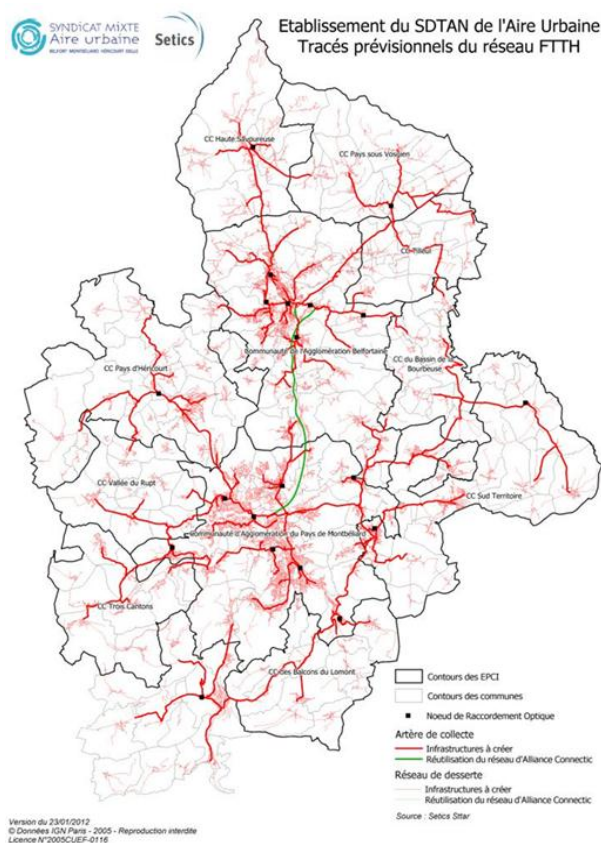 SYNDICAT MIXTE
Aire urbaine
BELFORT MONTBELIARD HERICOURT DELLE
Setics
Etablissement du SDTAN de l'Aire Urbaine
Tracés prévisionnels du réseau FTTH
CC Haute Savoureuse
CC Pays sous Vosgien
CC Tilleul
Communauté de l'Agglomération Belfortaine
CC Pays d'Héricourt
CC du Bassin de la
Bourbeuse
CC Vallée du Rupt
CC Sud Territoire
Communauté d'Agglomération du Pays de Montbéliard
CC Trois Cantons
CC des Balcons du Lomont
Contours des EPCI
Contours des communes
Noeud de Raccordement Optique
Artère de collecte
Infrastructures à créer
Réutilisation du réseau d'Alliance Connectic
Réseau de desserte
Infrastructures à créer
Réutilisation du réseau d'Alliance Connectic
Source : Setics Sttar
Version du 23/01/2012
© Données IGN Paris - 2005 - Reproduction interdite
Licence N°2005CUEF-0116